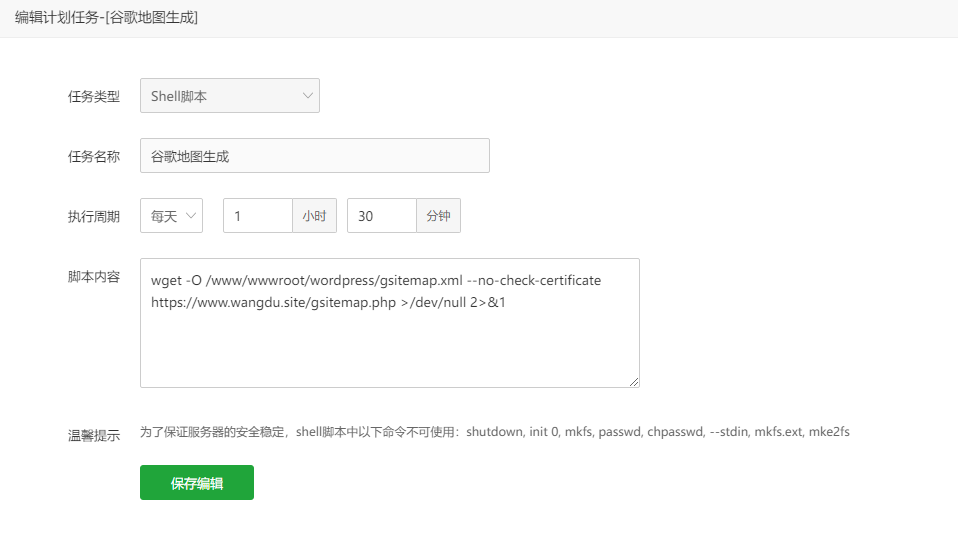 编辑计划任务-[谷歌地图生成]
任务类型 Shell脚本
任务名称 谷歌地图生成
执行周期 每天 1 小时 30 分钟
脚本内容 wget -O /www/wwwroot/wordpress/gsitemap.xml --no-check-certificate
https://www.wangdu.site/gsitemap.php >/dev/null 2>&1
温馨提示 为了保证服务器的安全稳定，shell脚本中以下命令不可使用：shutdown, init 0, mkfs, passwd, chpasswd, --stdin, mkfs.ext, mke2fs
保存编辑